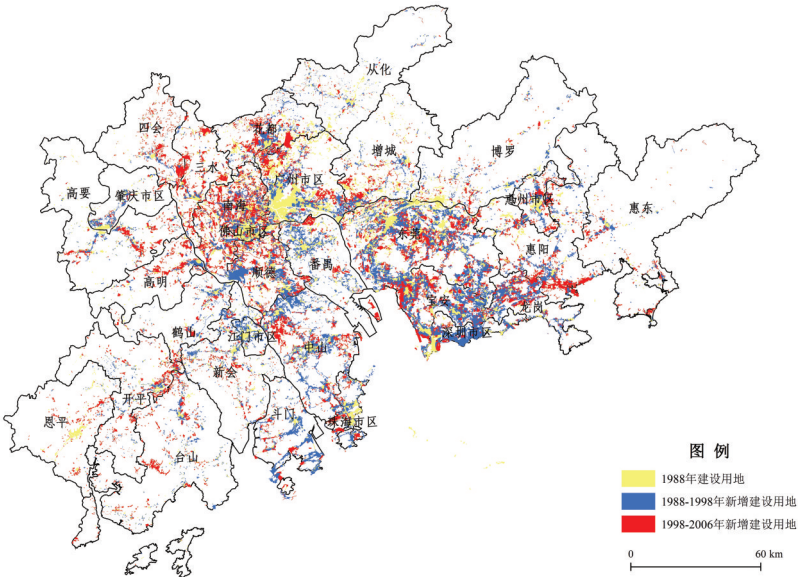 从化
四会
花都
增城
博罗
三水
高要
肇庆市区
广州市区
惠州市区
惠东
南海
佛山市区
东莞
惠阳
番禺
高明
顺德
宝安
龙岗
深圳市区
鹤山
江门市区
中山
新会
开平
斗门
珠海市区
恩平
台山
图 例
1988年建设用地
1988-1998年新增建设用地
1998-2006年新增建设用地
0
60 km